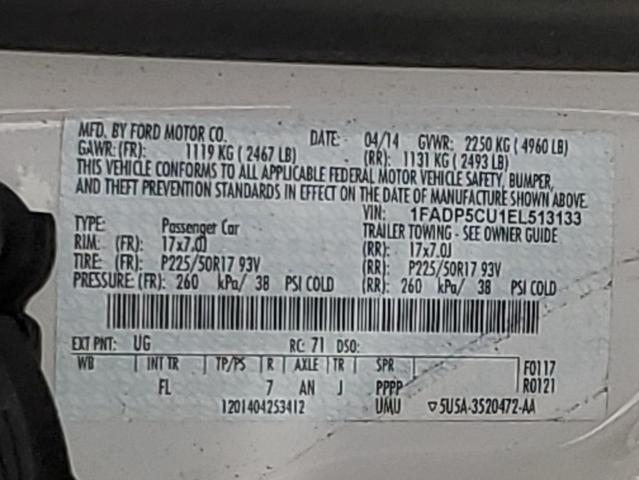 MFD. BY FORD MOTOR CO. DATE: 04/14 GVWR: 2250 KG ( 4960 LB)
GAWR: (FR): 1119 KG ( 2467 LB) (RR): 1131 KG ( 2493 LB)
THIS VEHICLE CONFORMS TO ALL APPLICABLE FEDERAL MOTOR VEHICLE SAFETY, BUMPER,
AND THEFT PREVENTION STANDARDS IN EFFECT ON THE DATE OF MANUFACTURE SHOWN ABOVE.
VIN: 1FADP5CU1EL513133
TYPE: Passenger Car TRAILER TOWING - SEE OWNER GUIDE
RIM: (FR): 17x7.0J (RR): 17x7.0J
TIRE: (FR): P225/50R17 93V (RR): P225/50R17 93V
PRESSURE: (FR): 260 kPa/ 38 PSI COLD (RR): 260 kPa/ 38 PSI COLD
EXT PNT: UG RC: 71 DSO:
WB INT TR TP/PS R AXLE TR SPR F0117
FL 7 AN J PPPP R0121
1201404253412 UMU ▽5U5A-3520472-AA